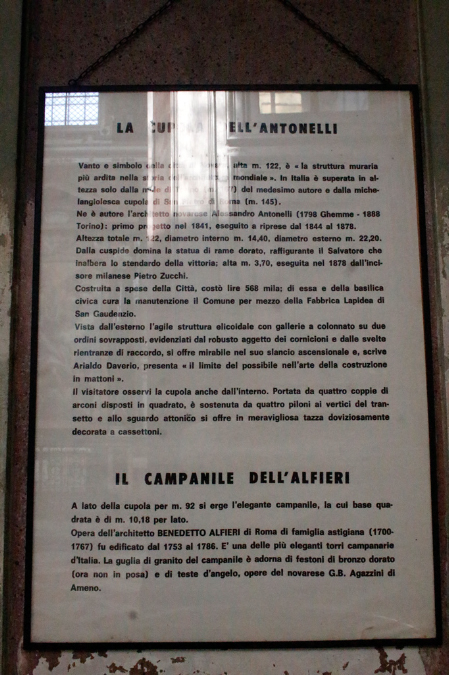 LA CUPOLA DELL'ANTONELLI
Vanto e simbolo della città di alta m. 122, è « la struttura muraria
più ardita nella storia mondiale ». In Italia è superata in al-
tezza solo dalla di del medesimo autore e dalla miche-
langiolesca cupola di San (m. 145).
Ne è autore l'architetto novarese Alessandro Antonelli (1798 Ghemme - 1888
Torino): primo progetto nel 1841, eseguito a riprese dal 1844 al 1878.
Altezza totale m. 122, diametro interno m. 14,40, diametro esterno m. 22,20.
Dalla cuspide domina la statua di rame dorato, raffigurante il Salvatore che
inalbera lo stendardo della vittoria; alta m. 3,70, eseguita nel 1878 dall'inci-
sore milanese Pietro Zucchi.
Costruita a spese della Città, costò lire 568 mila; di essa e della basilica
civica cura la manutenzione il Comune per mezzo della Fabbrica Lapidea di
San Gaudenzio.
Vista dall'esterno l'agile struttura elicoidale con gallerie a colonnato su due
ordini sovrapposti, evidenziati dal robusto aggetto dei cornicioni e dalle svelte
rientranze di raccordo, si offre mirabile nel suo slancio ascensionale e, scrive
Arialdo Daverio, presenta « il limite del possibile nell'arte della costruzione
in mattoni ».
Il visitatore osservi la cupola anche dall'interno. Portata da quattro coppie di
arconi disposti in quadrato, è sostenuta da quattro piloni ai vertici del tran-
setto e allo sguardo attonito si offre in meravigliosa tazza doviziosamente
decorata a cassettoni.
IL CAMPANILE DELL'ALFIERI
A lato della cupola per m. 92 si erge l'elegante campanile, la cui base qua-
drata è di m. 10,18 per lato.
Opera dell'architetto BENEDETTO ALFIERI di Roma di famiglia astigiana (1700-
1767) fu edificato dal 1753 al 1786. E' una delle più eleganti torri campanarie
d'Italia. La guglia di granito del campanile è adorna di festoni di bronzo dorato
(ora non in posa) e di teste d'angelo, opere del novarese G.B. Agazzini di
Ameno.